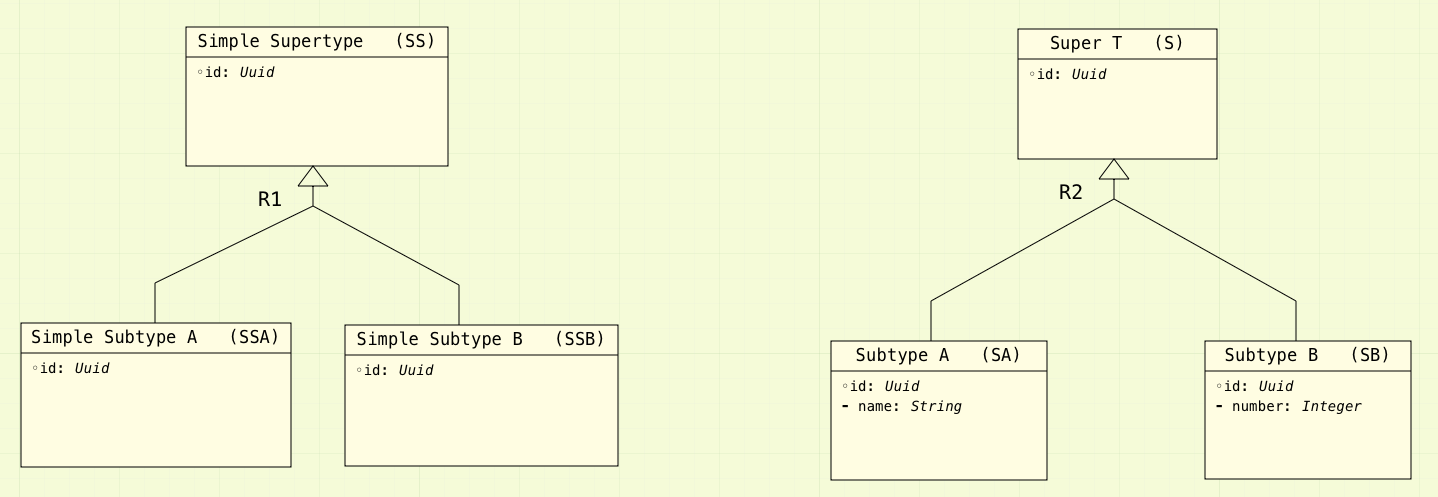 Simple Supertype (SS)
◦id: Uuid
R1
Simple Subtype A (SSA)
◦id: Uuid
Simple Subtype B (SSB)
◦id: Uuid
Super T (S)
◦id: Uuid
R2
Subtype A (SA)
◦id: Uuid
- name: String
Subtype B (SB)
◦id: Uuid
- number: Integer